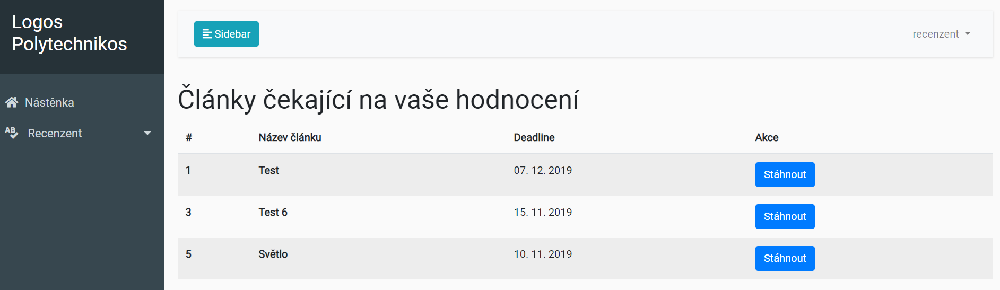 Logos
Polytechnikos
Sidebar
recenzent
Nástěnka
AB Recenzent
Články čekající na vaše hodnocení
# Název článku Deadline Akce
1 Test 07. 12. 2019 Stáhnout
3 Test 6 15. 11. 2019 Stáhnout
5 Světlo 10. 11. 2019 Stáhnout